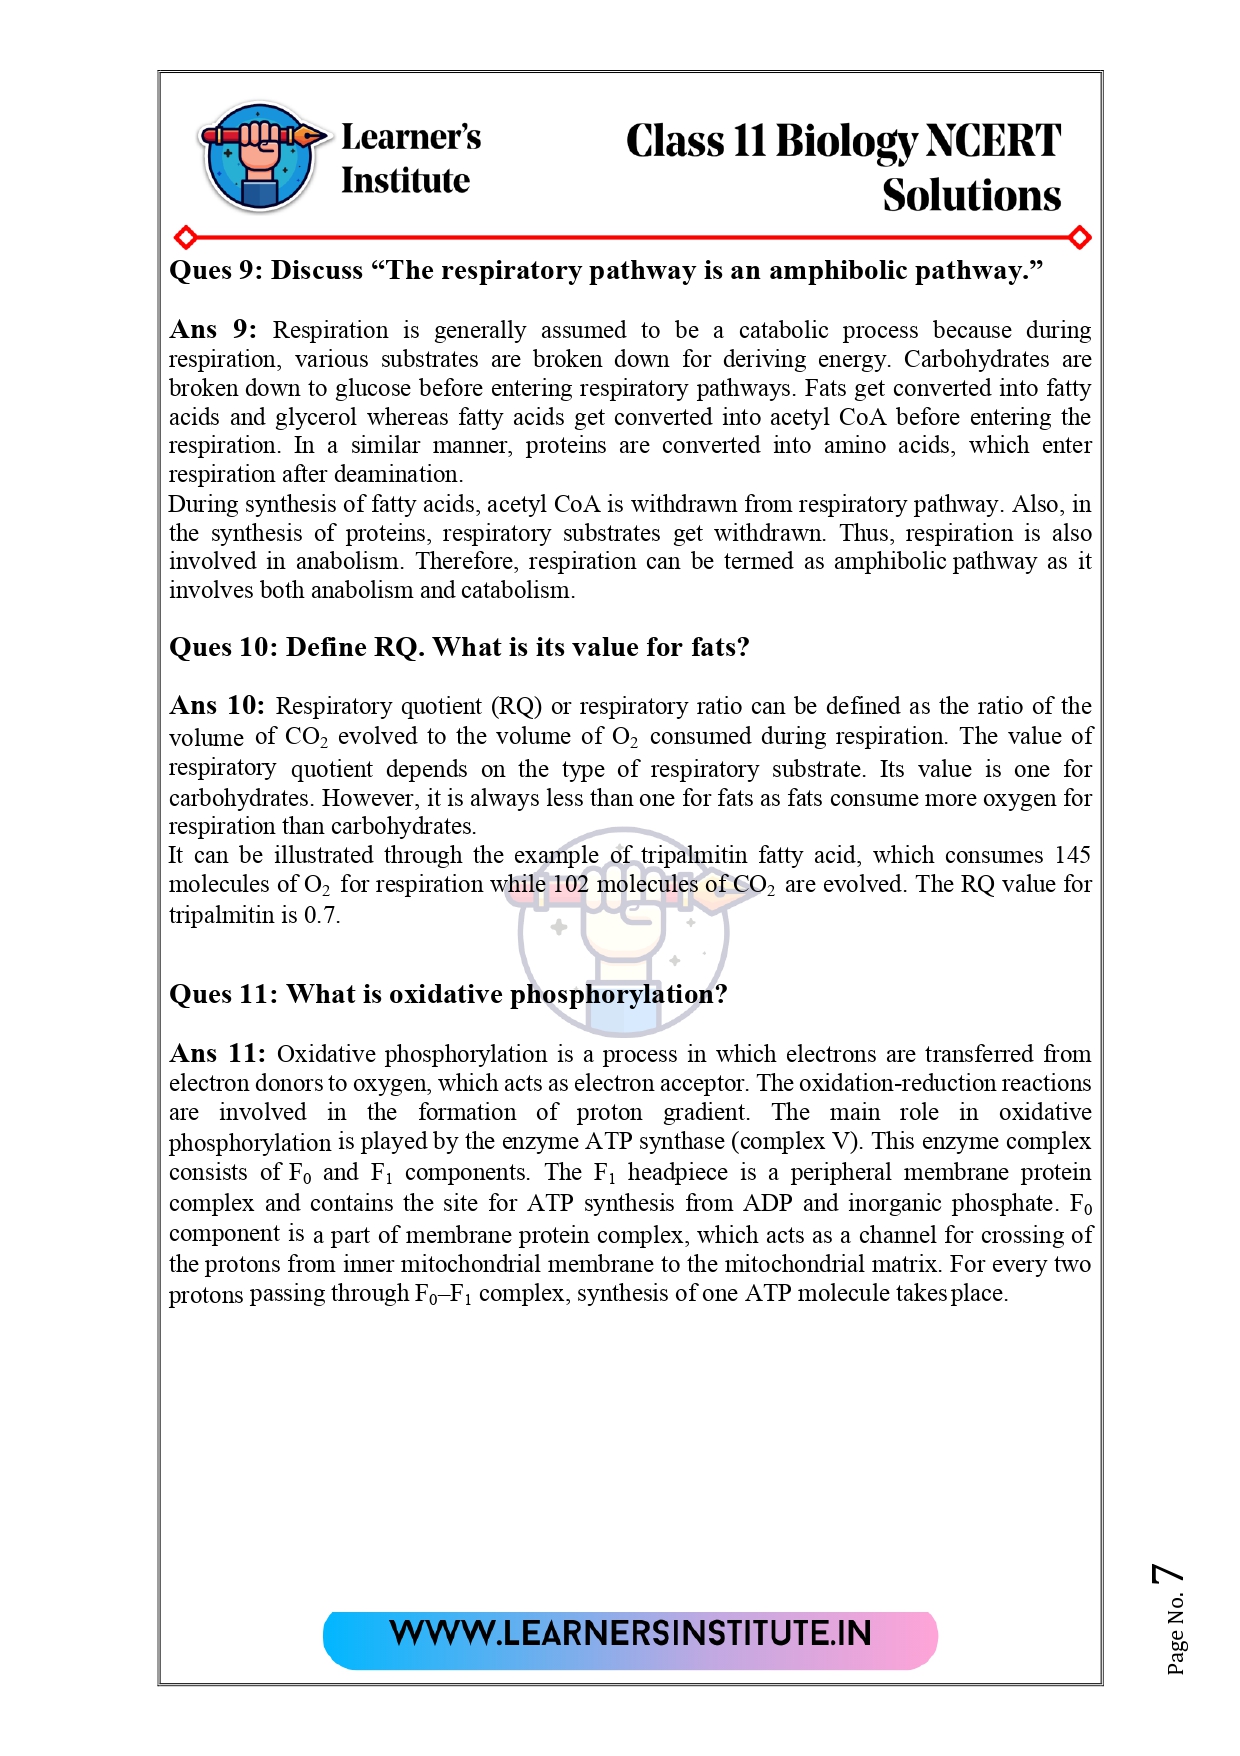 Learner's
Institute
Class 11 Biology NCERT
Solutions
Ques 9: Discuss “The respiratory pathway is an amphibolic pathway.”
Ans 9: Respiration is generally assumed to be a catabolic process because during
respiration, various substrates are broken down for deriving energy. Carbohydrates are
broken down to glucose before entering respiratory pathways. Fats get converted into fatty
acids and glycerol whereas fatty acids get converted into acetyl CoA before entering the
respiration. In a similar manner, proteins are converted into amino acids, which enter
respiration after deamination.
During synthesis of fatty acids, acetyl CoA is withdrawn from respiratory pathway. Also, in
the synthesis of proteins, respiratory substrates get withdrawn. Thus, respiration is also
involved in anabolism. Therefore, respiration can be termed as amphibolic pathway as it
involves both anabolism and catabolism.
Ques 10: Define RQ. What is its value for fats?
Ans 10: Respiratory quotient (RQ) or respiratory ratio can be defined as the ratio of the
volume of CO₂ evolved to the volume of O₂ consumed during respiration. The value of
respiratory quotient depends on the type of respiratory substrate. Its value is one for
carbohydrates. However, it is always less than one for fats as fats consume more oxygen for
respiration than carbohydrates.
It can be illustrated through the example of tripalmitin fatty acid, which consumes 145
molecules of O₂ for respiration while 102 molecules of CO₂ are evolved. The RQ value for
tripalmitin is 0.7.
Ques 11: What is oxidative phosphorylation?
Ans 11: Oxidative phosphorylation is a process in which electrons are transferred from
electron donors to oxygen, which acts as electron acceptor. The oxidation-reduction reactions
are involved in the formation of proton gradient. The main role in oxidative
phosphorylation is played by the enzyme ATP synthase (complex V). This enzyme complex
consists of F₀ and F₁ components. The F₁ headpiece is a peripheral membrane protein
complex and contains the site for ATP synthesis from ADP and inorganic phosphate. F₀
component is a part of membrane protein complex, which acts as a channel for crossing of
the protons from inner mitochondrial membrane to the mitochondrial matrix. For every two
protons passing through F₀–F₁ complex, synthesis of one ATP molecule takes place.
WWW.LEARNERSINSTITUTE.IN
Page No. 7